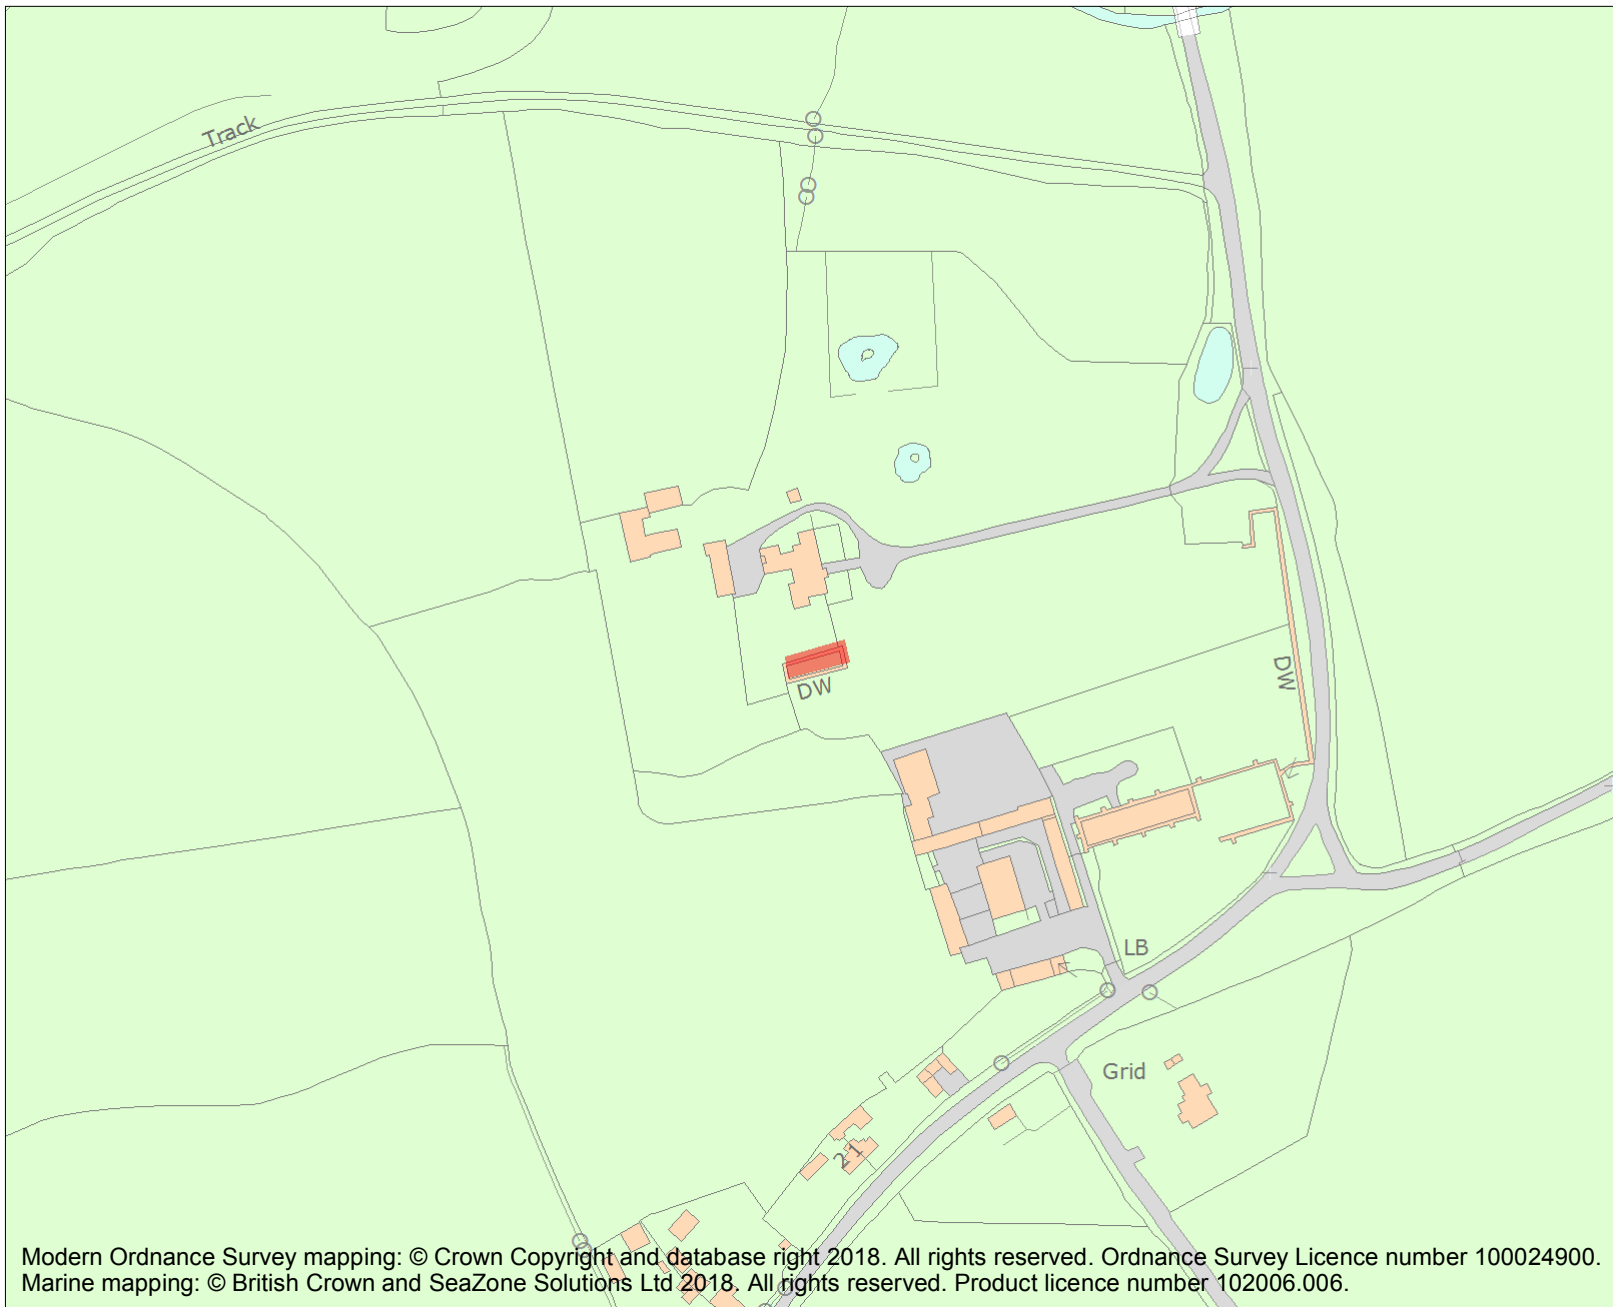 Track
DW
DW
LB
Grid
21
Modern Ordnance Survey mapping: © Crown Copyright and database right 2018. All rights reserved. Ordnance Survey Licence number 100024900.
Marine mapping: © British Crown and SeaZone Solutions Ltd 2018. All rights reserved. Product licence number 102006.006.